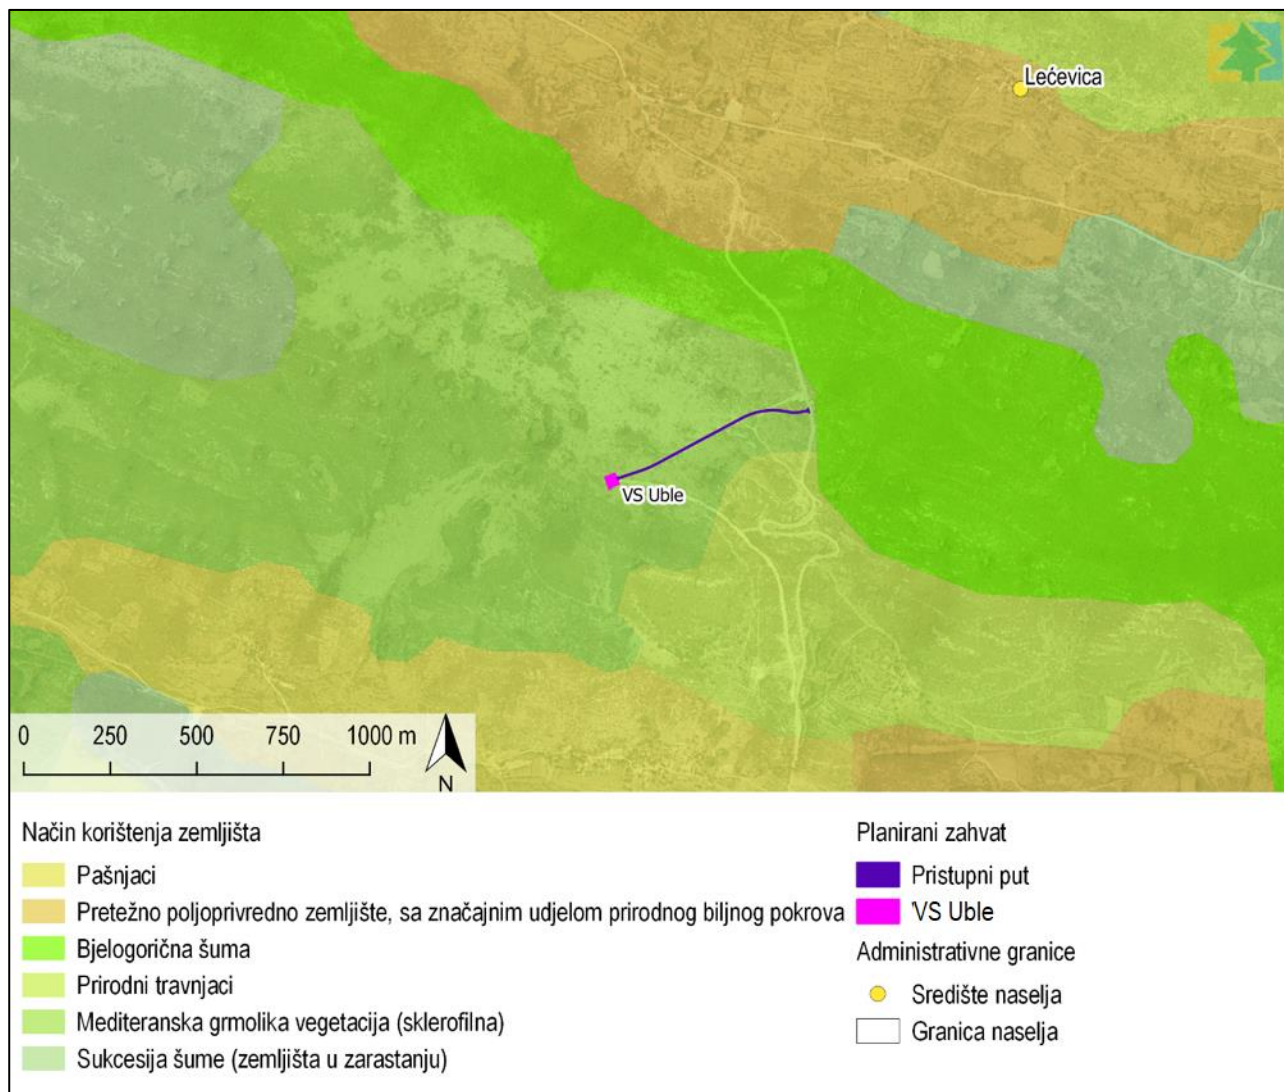 Lećevica
VS Uble
0 250 500 750 1000 m
N
Način korištenja zemljišta
Pašnjaci
Pretežno poljoprivredno zemljište, sa značajnim udjelom prirodnog biljnog pokrova
Bjelogorična šuma
Prirodni travnjaci
Mediteranska grmolika vegetacija (sklerofilna)
Sukcesija šume (zemljišta u zarastanju)
Planirani zahvat
Pristupni put
'VS Uble
Administrativne granice
Središte naselja
Granica naselja